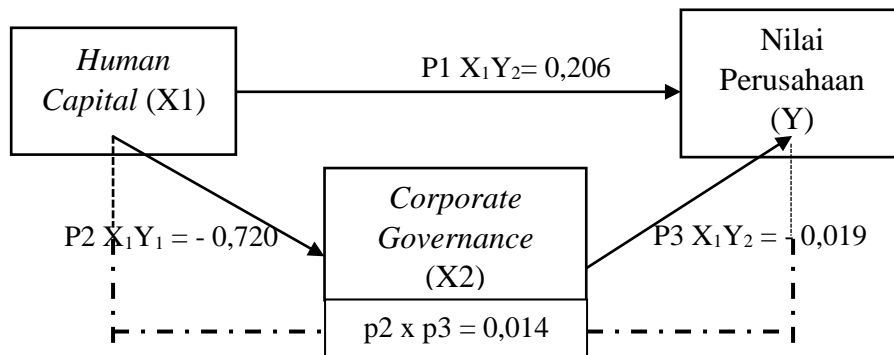 Human
Capital (X1)
P1 X₁Y₂= 0,206
Nilai
Perusahaan
(Y)
P2 X₁Y₁ = - 0,720
Corporate
Governance
(X2)
P3 X₁Y₂ = - 0,019
p2 x p3 = 0,014